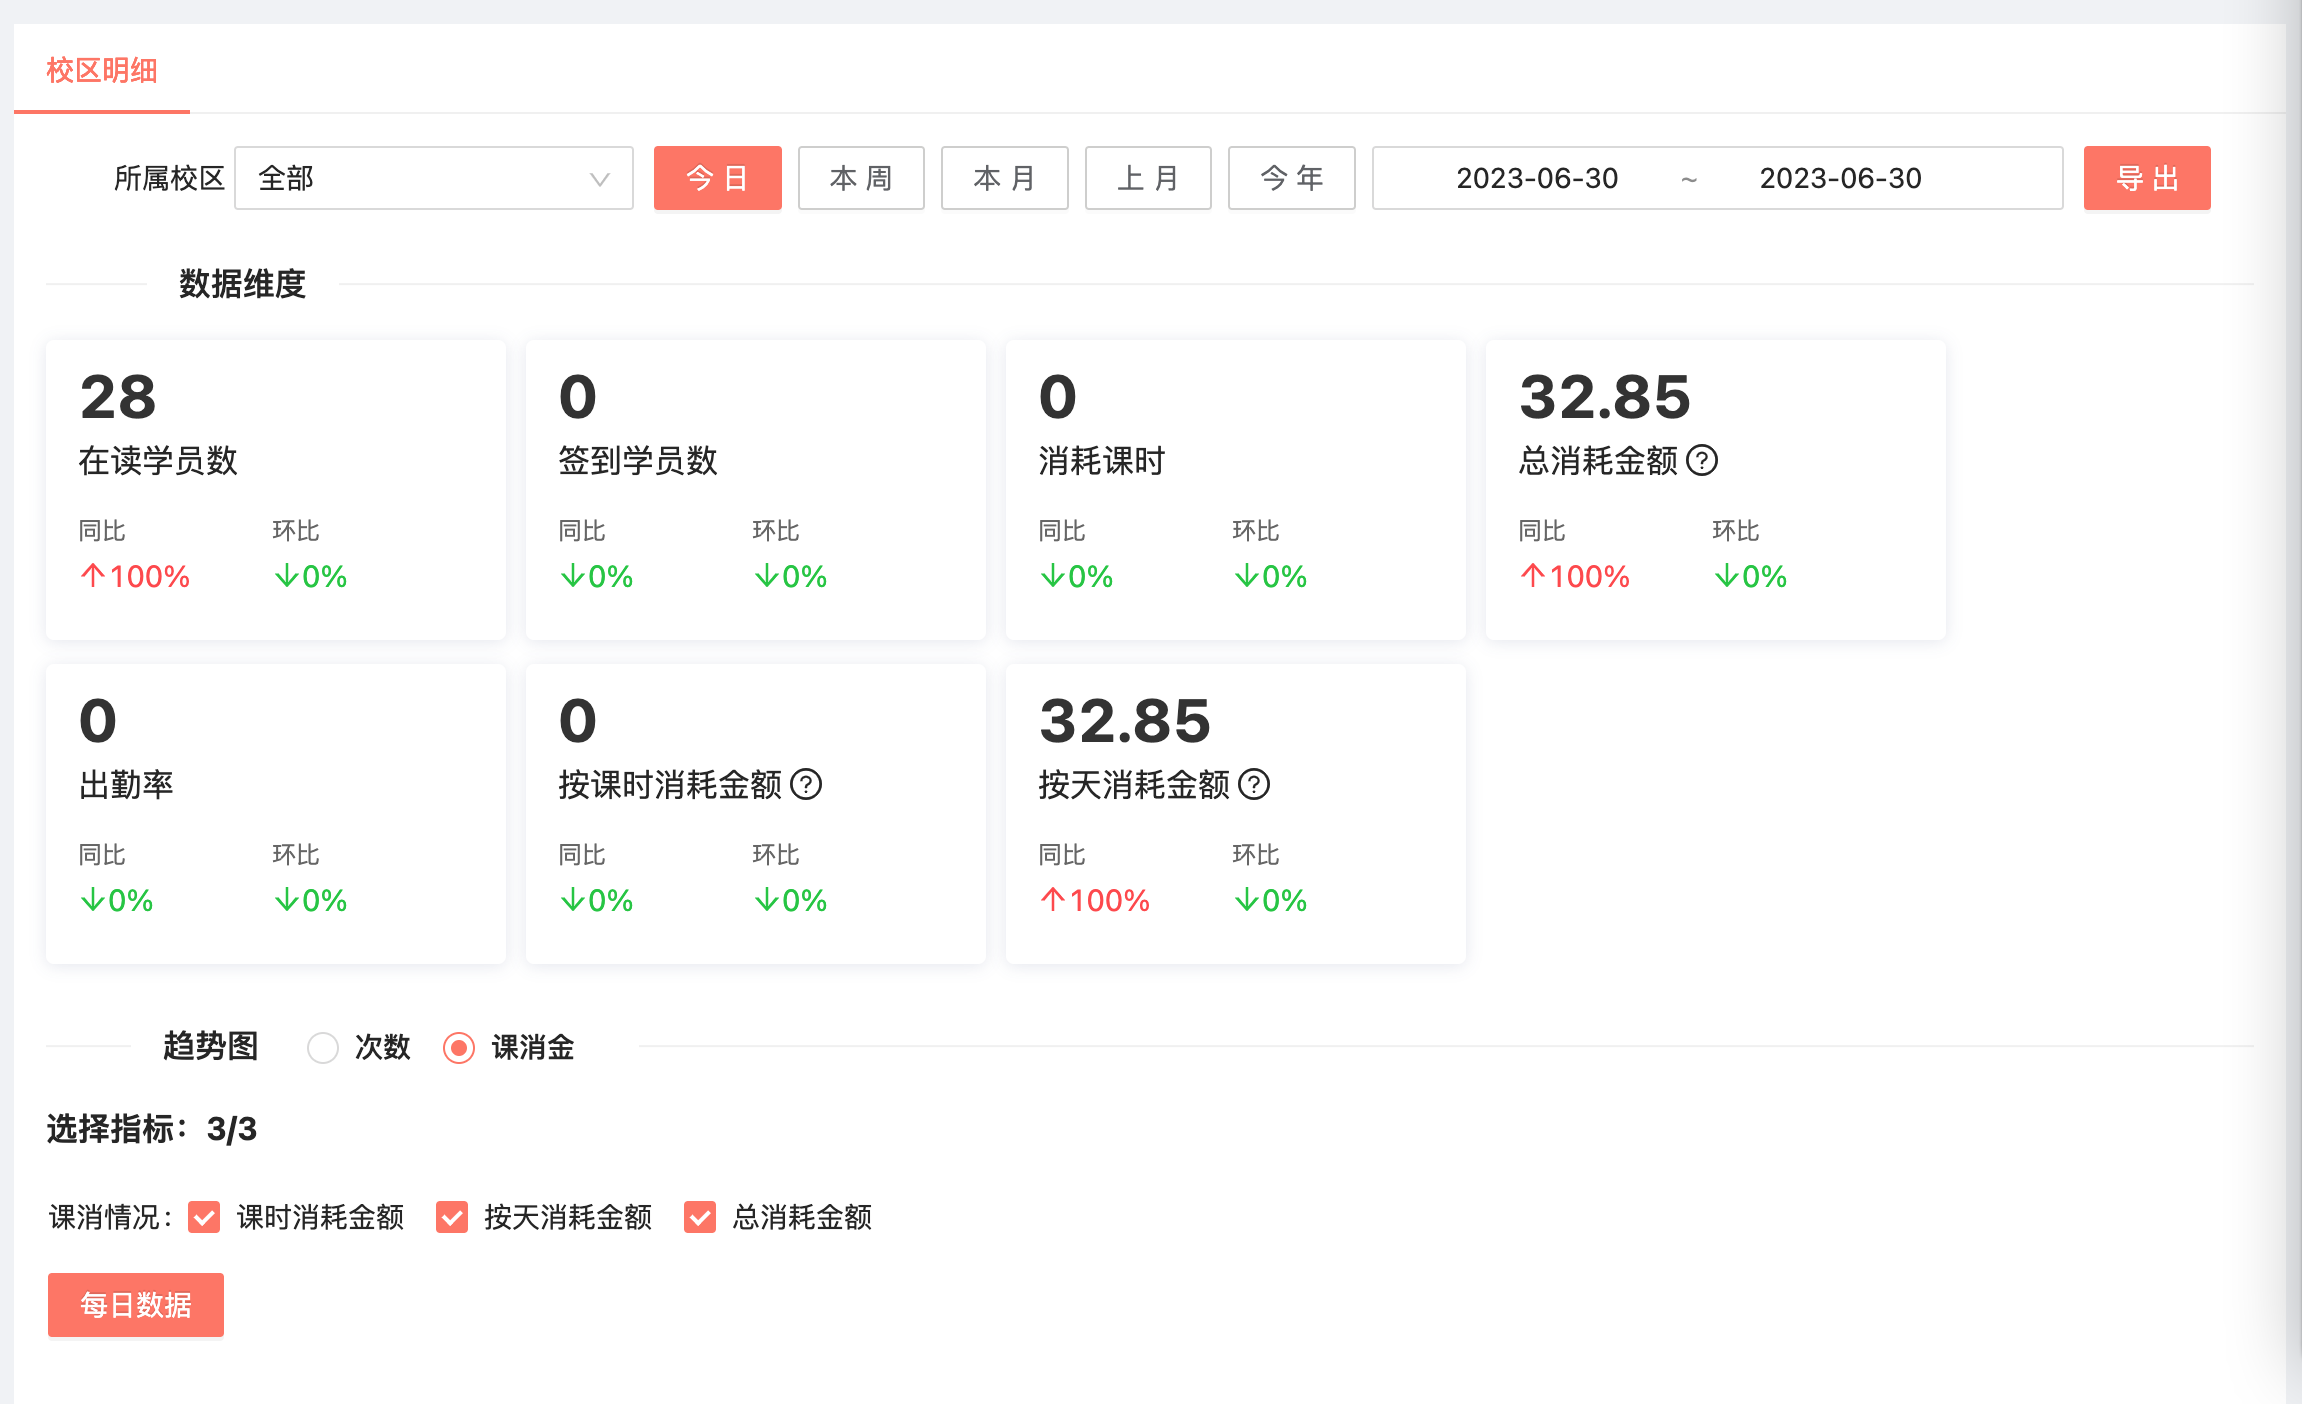 校区明细
所属校区 全部 今日 本周 本月 上月 今年 2023-06-30 ~ 2023-06-30 导出
数据维度
28 0 0 32.85
在读学员数 签到学员数 消耗课时 总消耗金额 ?
同比 环比 同比 环比 同比 环比 同比 环比
↑100% ↓0% ↓0% ↓0% ↓0% ↓0% ↑100% ↓0%
0 0 32.85
出勤率 按课时消耗金额 ? 按天消耗金额 ?
同比 环比 同比 环比 同比 环比
↓0% ↓0% ↓0% ↓0% ↑100% ↓0%
趋势图 次数 课消金
选择指标：3/3
课消情况： 课时消耗金额 按天消耗金额 总消耗金额
每日数据